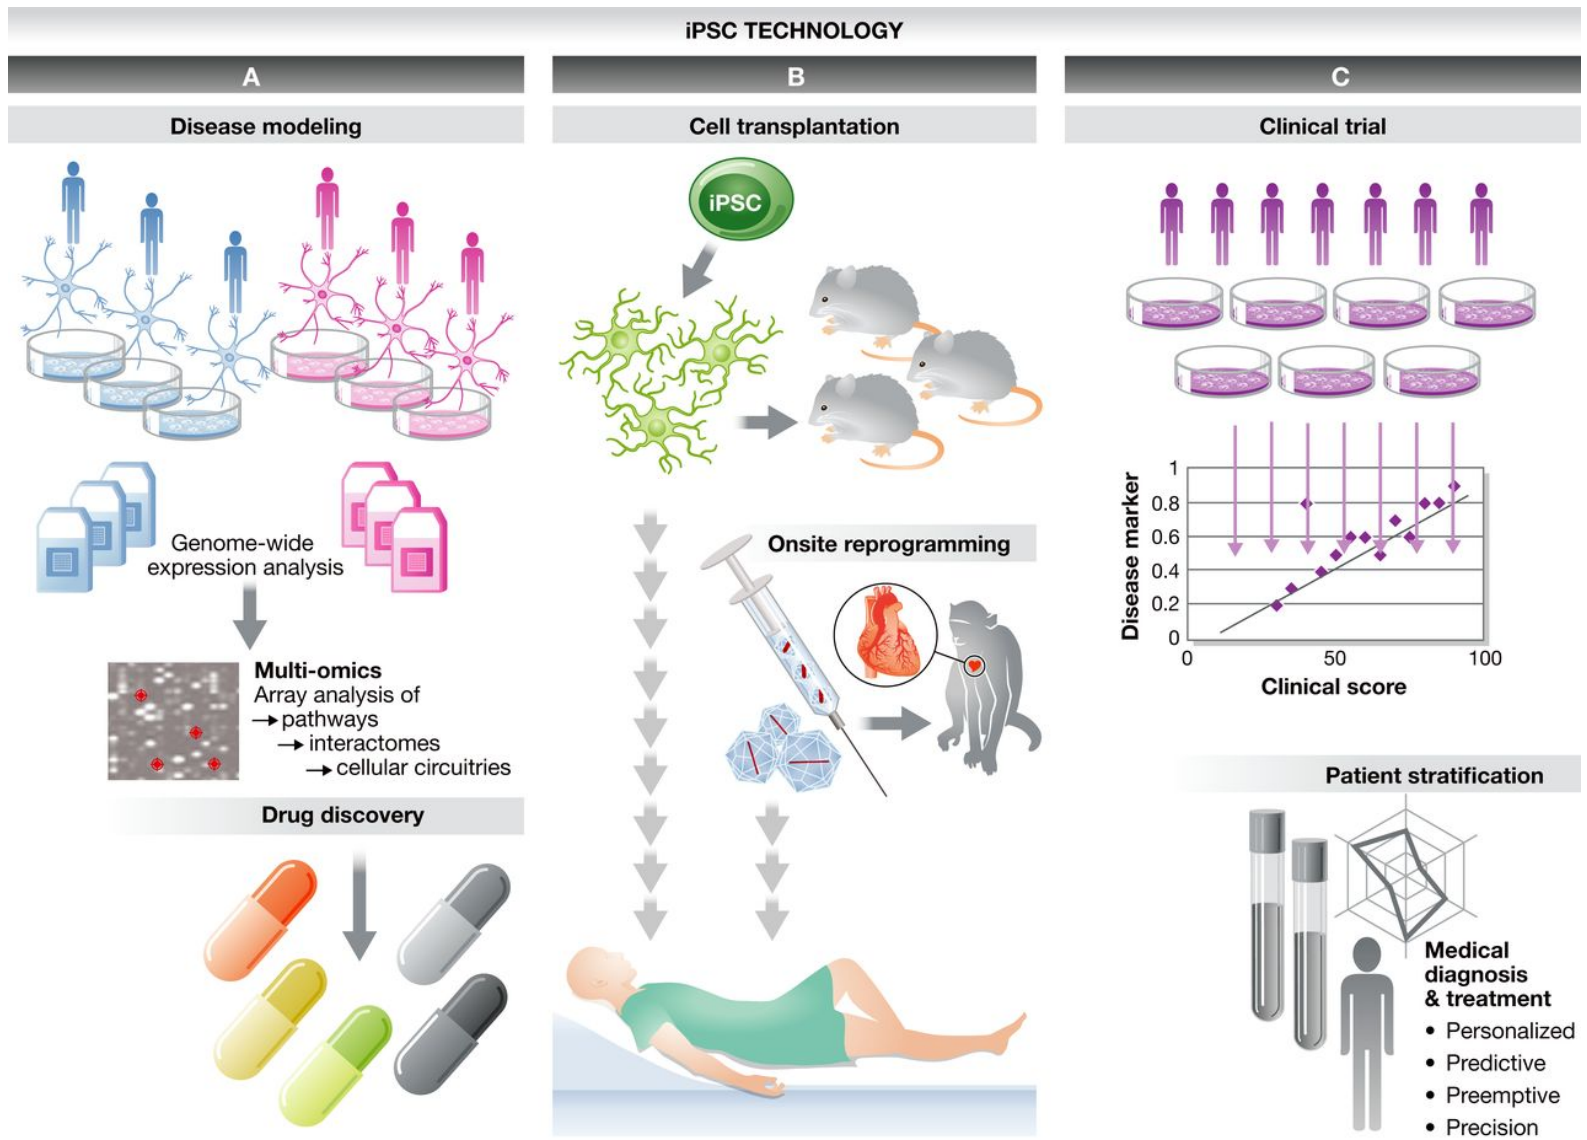 iPSC TECHNOLOGY
A
Disease modeling
Genome-wide
expression analysis
Multi-omics
Array analysis of
→ pathways
→ interactomes
→ cellular circuitries
Drug discovery
B
Cell transplantation
iPSC
Onsite reprogramming
C
Clinical trial
Disease marker
1
0.8
0.6
0.4
0.2
0
0 50 100
Clinical score
Patient stratification
Medical
diagnosis
& treatment
• Personalized
• Predictive
• Preemptive
• Precision